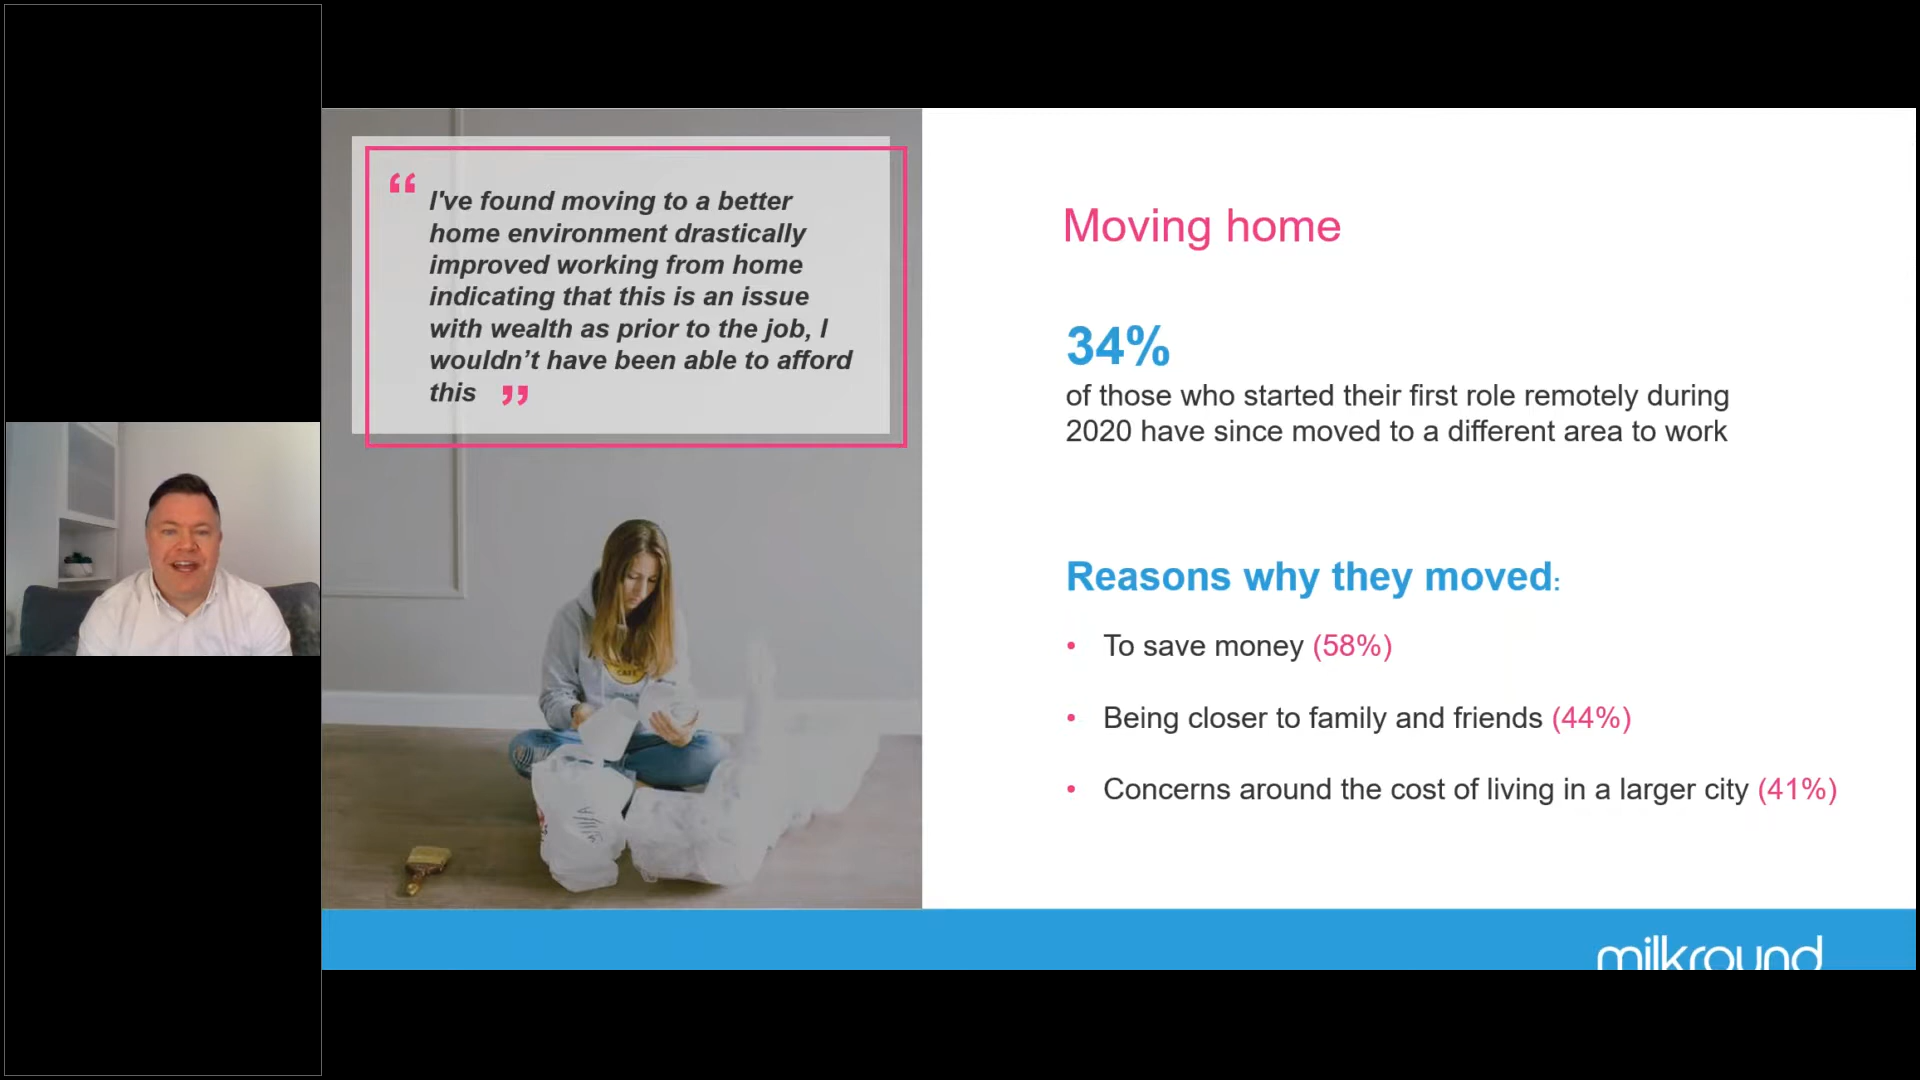 “ I've found moving to a better
home environment drastically
improved working from home
indicating that this is an issue
with wealth as prior to the job, I
wouldn’t have been able to afford
this ”
Moving home
34%
of those who started their first role remotely during
2020 have since moved to a different area to work
Reasons why they moved:
• To save money (58%)
• Being closer to family and friends (44%)
• Concerns around the cost of living in a larger city (41%)
CAFE
milkround